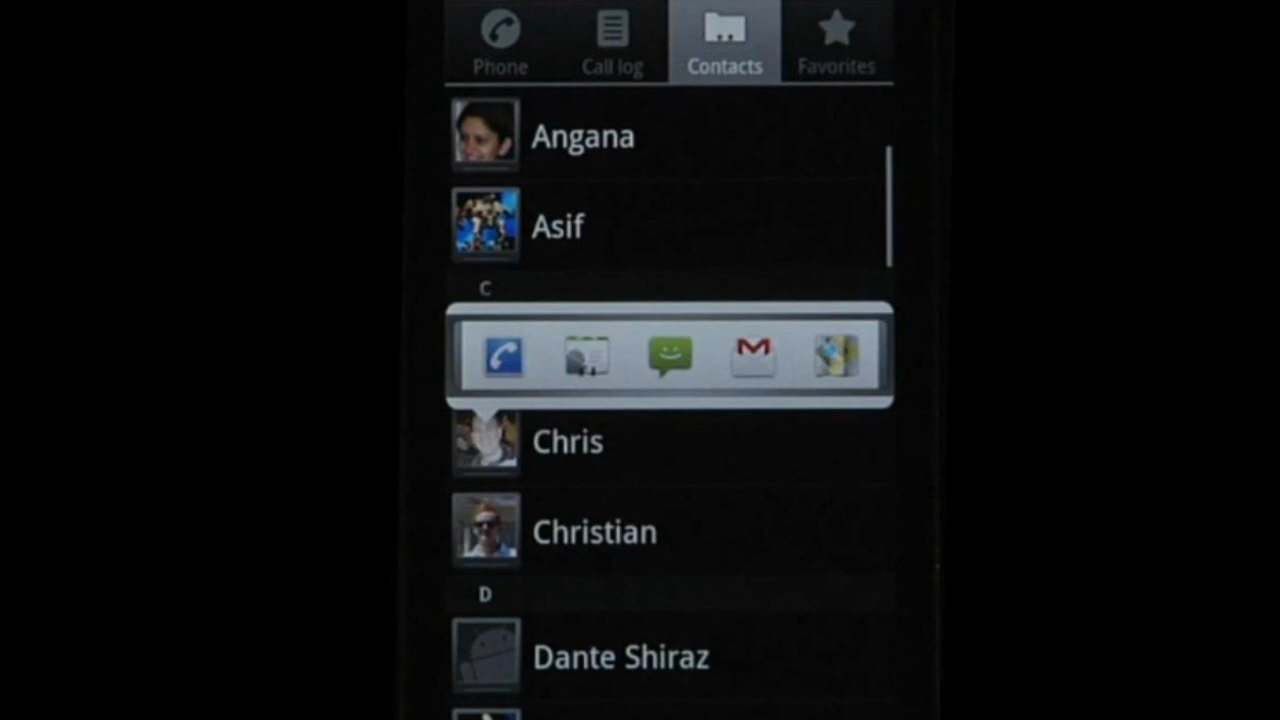 Phone
Call log
Contacts
Favorites
Angana
Asif
C
Chris
Christian
D
Dante Shiraz